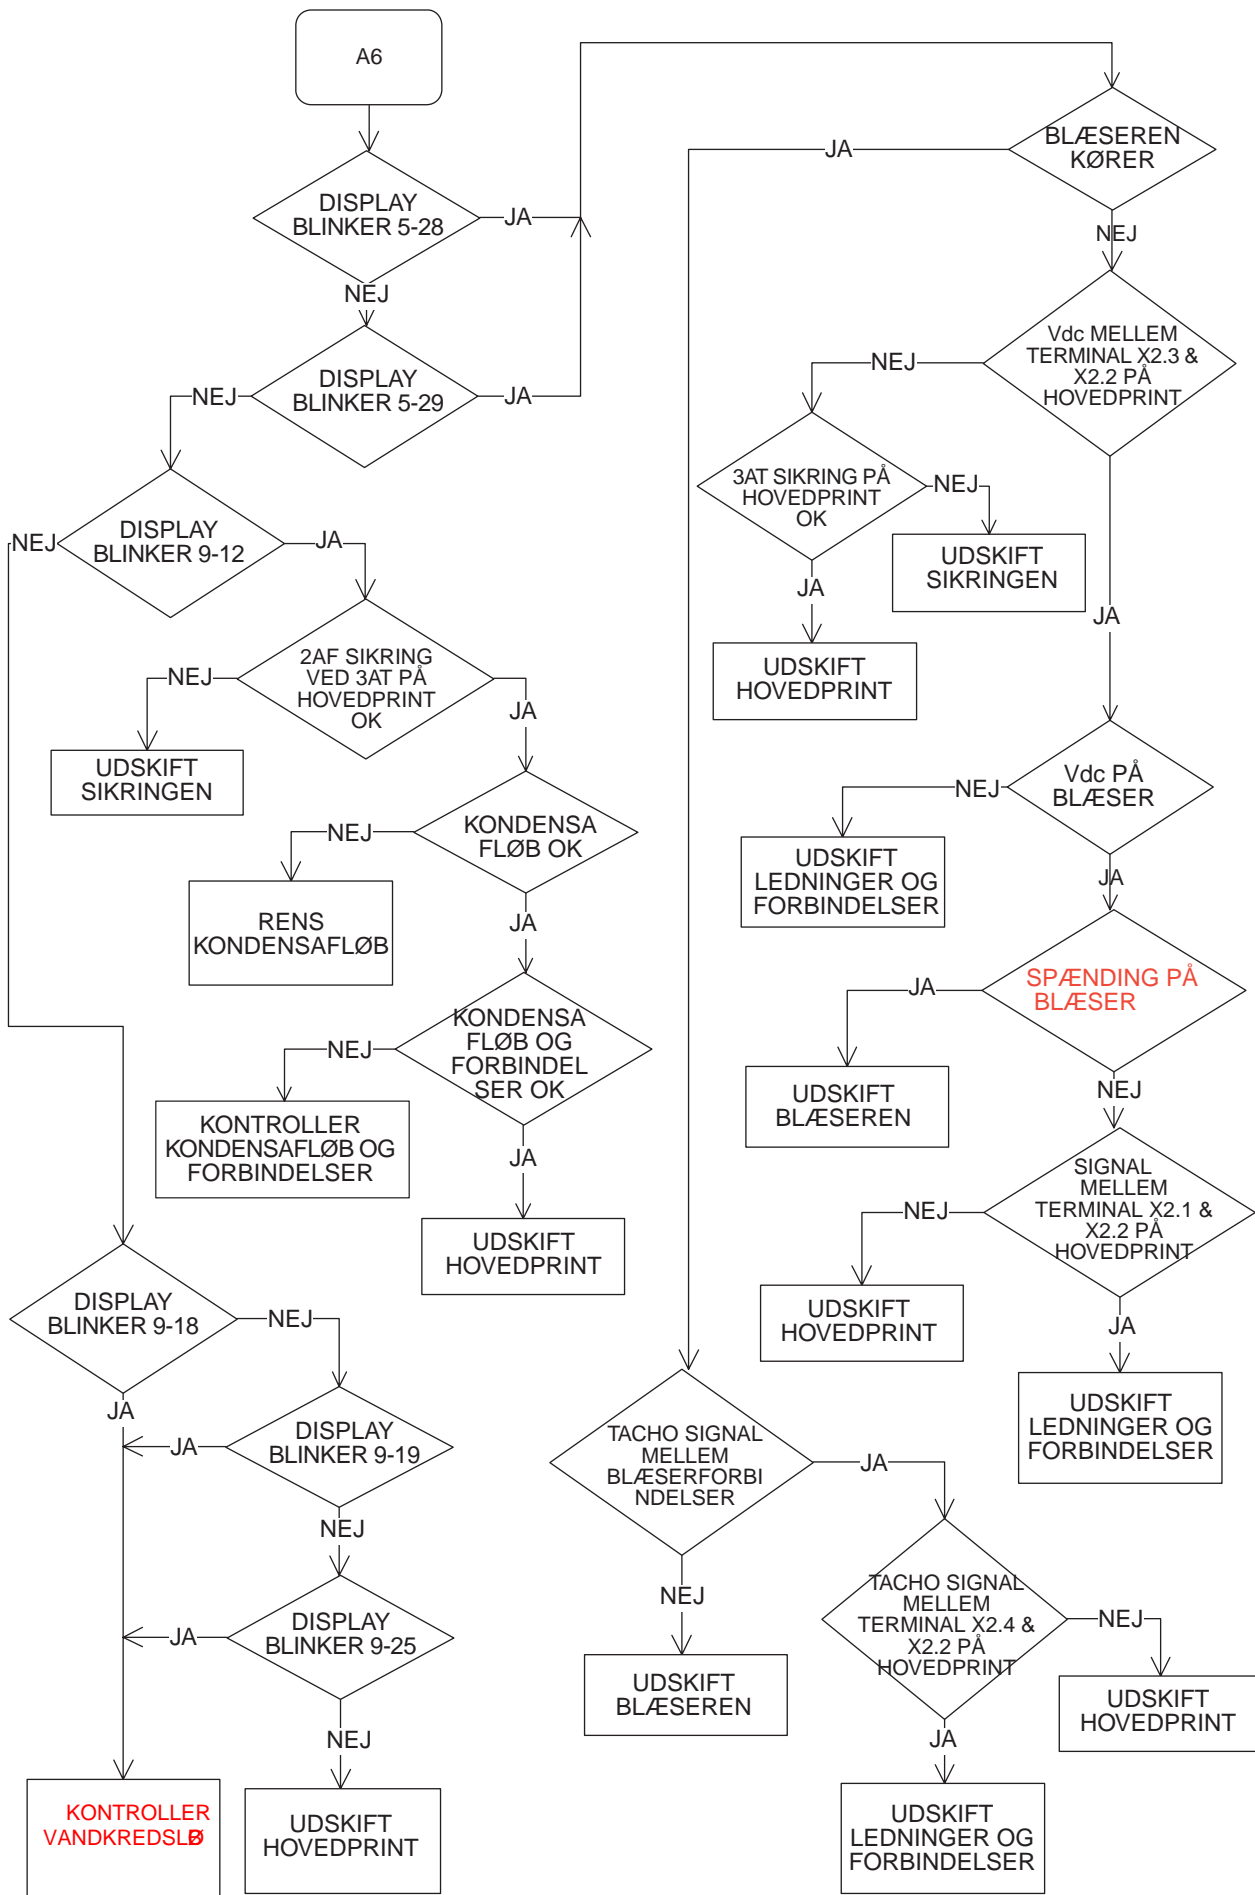 A6
DISPLAY
BLINKER 5-28
JA
NEJ
DISPLAY
BLINKER 5-29
JA
NEJ
DISPLAY
BLINKER 9-12
NEJ
JA
2AF SIKRING
VED 3AT PÅ
HOVEDPRINT
OK
NEJ
JA
UDSKIFT
SIKRINGEN
KONDENSA
FLØB OK
NEJ
JA
RENS
KONDENSAFLØB
KONDENSA
FLØB OG
FORBINDEL
SER OK
NEJ
JA
KONTROLLER
KONDENSAFLØB OG
FORBINDELSER
UDSKIFT
HOVEDPRINT
DISPLAY
BLINKER 9-18
NEJ
JA
DISPLAY
BLINKER 9-19
JA
NEJ
DISPLAY
BLINKER 9-25
JA
NEJ
KONTROLLER
UDSKIFT
HOVEDPRINT
BLÆSEREN
KØRER
JA
NEJ
Vdc MELLEM
TERMINAL X2.3 &
X2.2 PÅ
HOVEDPRINT
NEJ
JA
3AT SIKRING PÅ
HOVEDPRINT
OK
NEJ
JA
UDSKIFT
SIKRINGEN
UDSKIFT
HOVEDPRINT
Vdc PÅ
BLÆSER
NEJ
JA
UDSKIFT
LEDNINGER OG
FORBINDELSER
SPÆNDING PÅ
BLÆSER
JA
NEJ
UDSKIFT
BLÆSEREN
SIGNAL
MELLEM
TERMINAL X2.1 &
X2.2 PÅ
HOVEDPRINT
NEJ
JA
UDSKIFT
HOVEDPRINT
UDSKIFT
LEDNINGER OG
FORBINDELSER
TACHO SIGNAL
MELLEM
BLÆSERFORBI
NDELSER
JA
NEJ
UDSKIFT
BLÆSEREN
TACHO SIGNAL
MELLEM
TERMINAL X2.4 &
X2.2 PÅ
HOVEDPRINT
NEJ
JA
UDSKIFT
HOVEDPRINT
UDSKIFT
LEDNINGER OG
FORBINDELSER